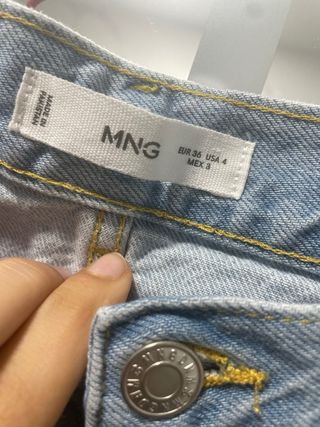 MADE IN
PAKISTAN
MNG
EUR 36 USA 4
MEX 3